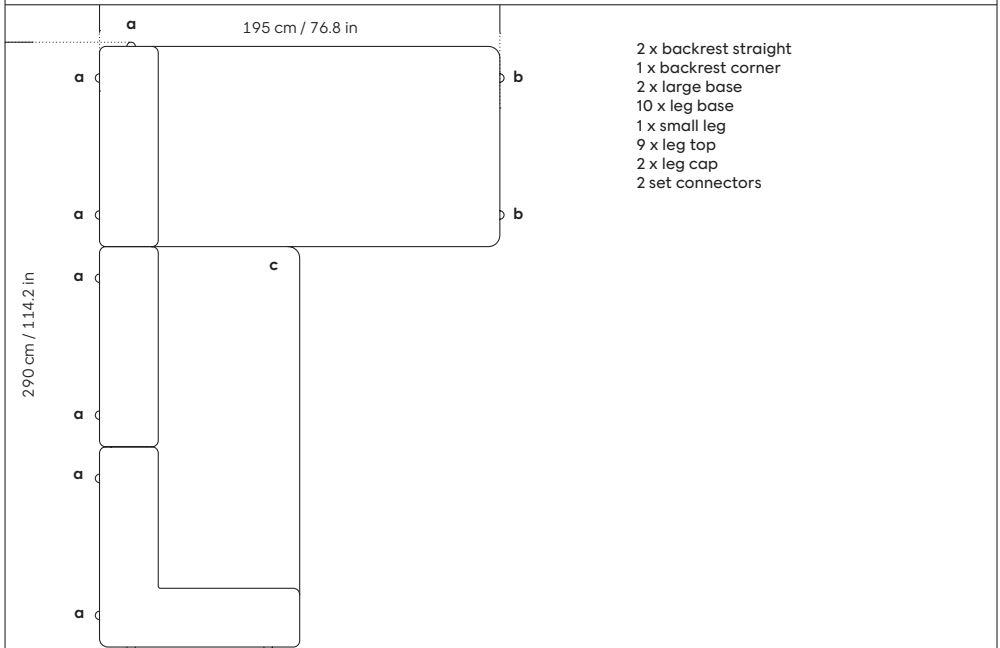 a
195 cm / 76.8 in
a
b
a
b
a
c
290 cm / 114.2 in
a
a
a
2 x backrest straight
1 x backrest corner
2 x large base
10 x leg base
1 x small leg
9 x leg top
2 x leg cap
2 set connectors